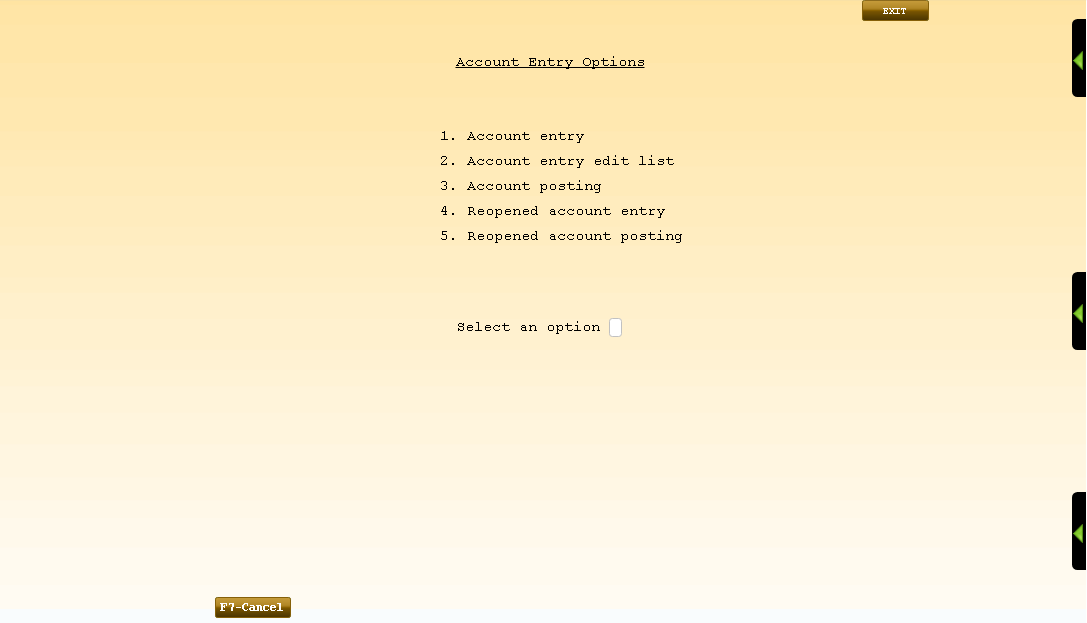 EXIT
Account Entry Options
1. Account entry
2. Account entry edit list
3. Account posting
4. Reopened account entry
5. Reopened account posting
Select an option
F7-Cancel